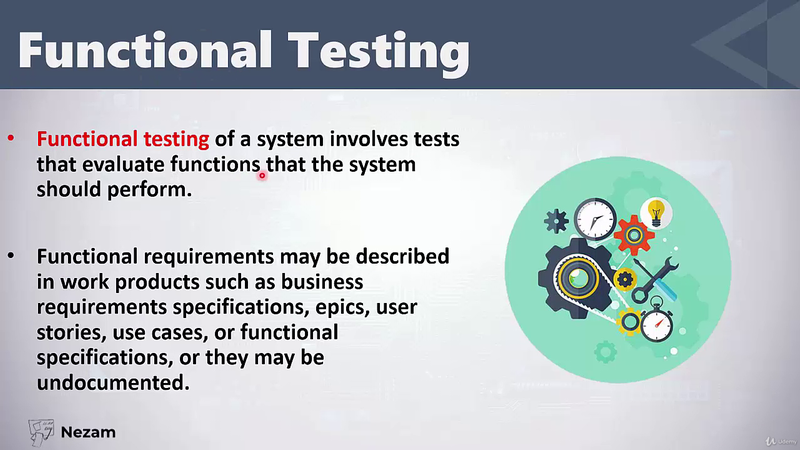 Functional Testing
• Functional testing of a system involves tests
that evaluate functions that the system
should perform.
• Functional requirements may be described
in work products such as business
requirements specifications, epics, user
stories, use cases, or functional
specifications, or they may be
undocumented.
Nezam
Udemy